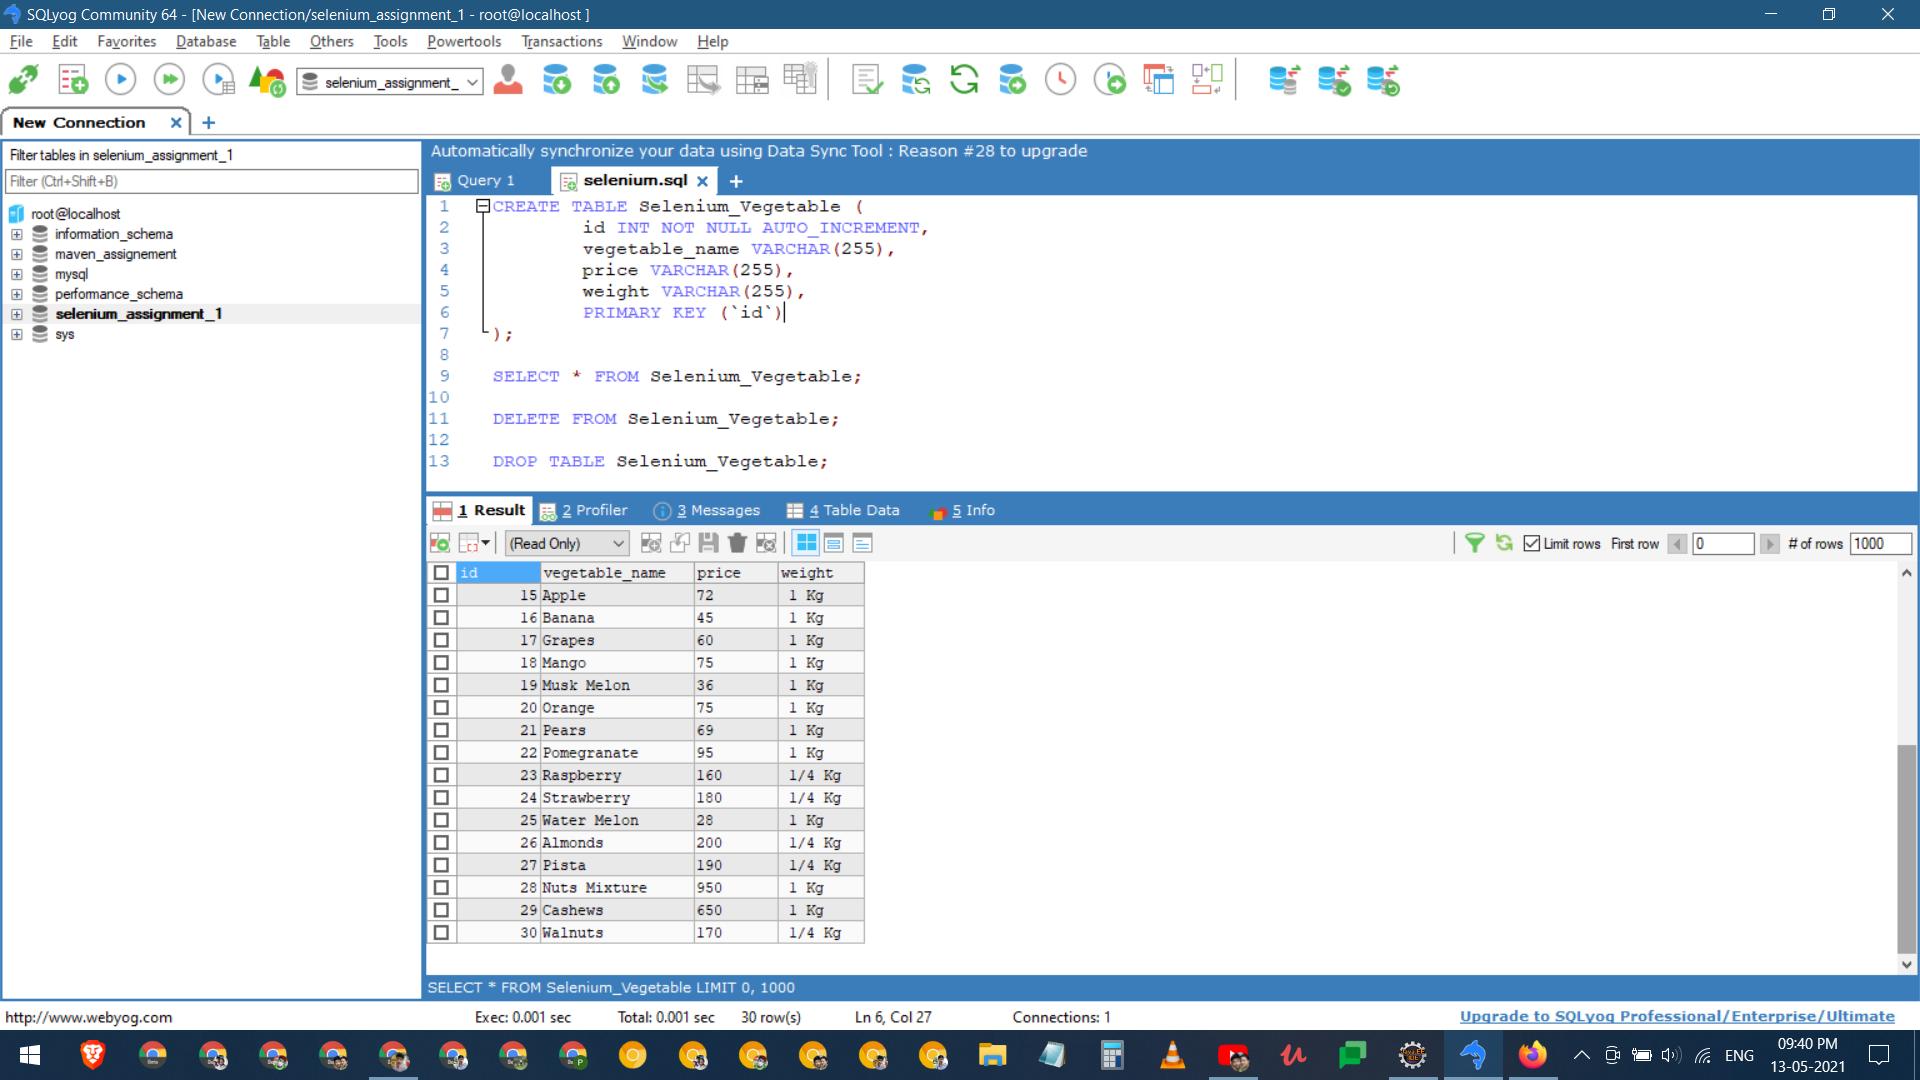 SQLyog Community 64 - [New Connection/selenium_assignment_1 - root@localhost ]
File Edit Favorites Database Table Others Tools Powertools Transactions Window Help
selenium_assignment_
New Connection
Filter tables in selenium_assignment_1
Filter (Ctrl+Shift+B)
root@localhost
information_schema
maven_assignement
mysql
performance_schema
selenium_assignment_1
sys
Automatically synchronize your data using Data Sync Tool : Reason #28 to upgrade
Query 1 selenium.sql
1 CREATE TABLE Selenium_Vegetable (
2 id INT NOT NULL AUTO_INCREMENT,
3 vegetable_name VARCHAR(255),
4 price VARCHAR(255),
5 weight VARCHAR(255),
6 PRIMARY KEY (`id`)
7 );
8
9 SELECT * FROM Selenium_Vegetable;
10
11 DELETE FROM Selenium_Vegetable;
12
13 DROP TABLE Selenium_Vegetable;
1 Result 2 Profiler 3 Messages 4 Table Data 5 Info
(Read Only) Limit rows First row 0 # of rows 1000
id vegetable_name price weight
15 Apple 72 1 Kg
16 Banana 45 1 Kg
17 Grapes 60 1 Kg
18 Mango 75 1 Kg
19 Musk Melon 36 1 Kg
20 Orange 75 1 Kg
21 Pears 69 1 Kg
22 Pomegranate 95 1 Kg
23 Raspberry 160 1/4 Kg
24 Strawberry 180 1/4 Kg
25 Water Melon 28 1 Kg
26 Almonds 200 1/4 Kg
27 Pista 190 1/4 Kg
28 Nuts Mixture 950 1 Kg
29 Cashews 650 1 Kg
30 Walnuts 170 1/4 Kg
SELECT * FROM Selenium_Vegetable LIMIT 0, 1000
http://www.webyog.com Exec: 0.001 sec Total: 0.001 sec 30 row(s) Ln 6, Col 27 Connections: 1 Upgrade to SQLyog Professional/Enterprise/Ultimate
ENG 09:40 PM
13-05-2021